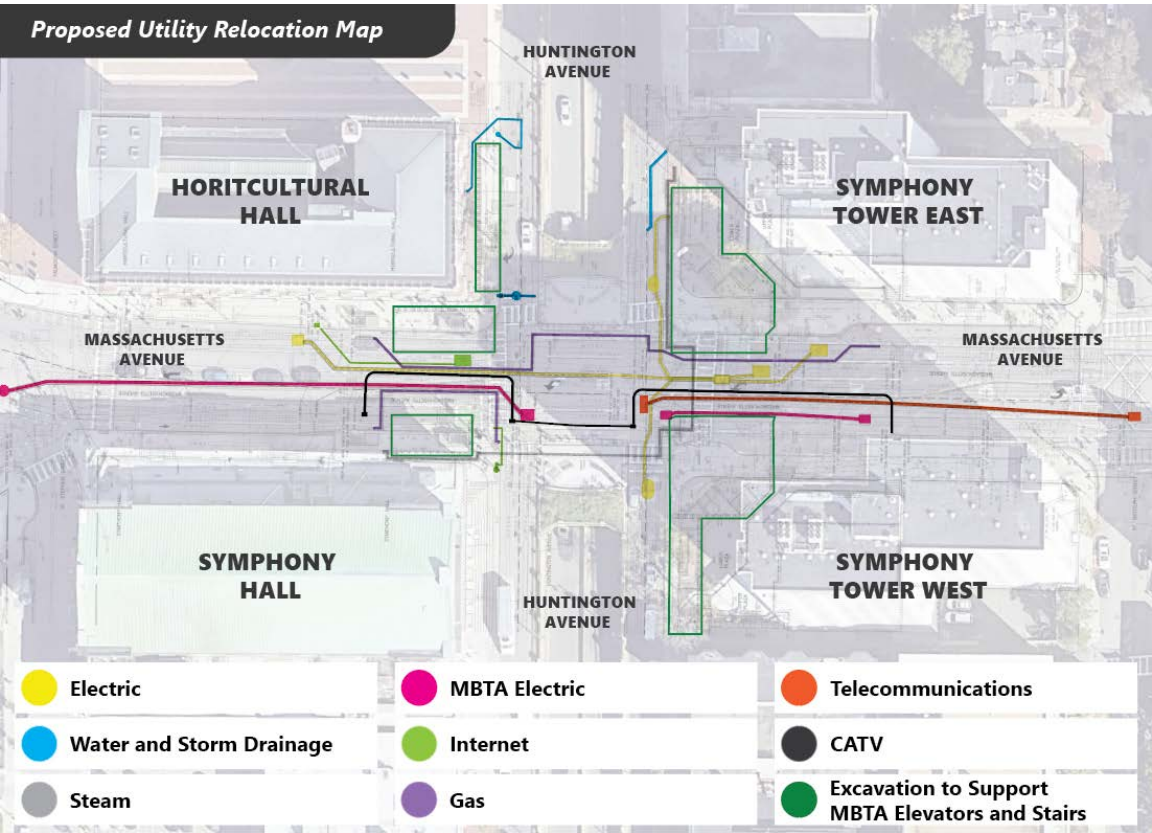 Proposed Utility Relocation Map
HUNTINGTON
AVENUE
HORITCULTURAL
HALL
SYMPHONY
TOWER EAST
MASSACHUSETTS
AVENUE
MASSACHUSETTS
AVENUE
SYMPHONY
HALL
SYMPHONY
TOWER WEST
HUNTINGTON
AVENUE
Electric
MBTA Electric
Telecommunications
Water and Storm Drainage
Internet
CATV
Steam
Gas
Excavation to Support
MBTA Elevators and Stairs